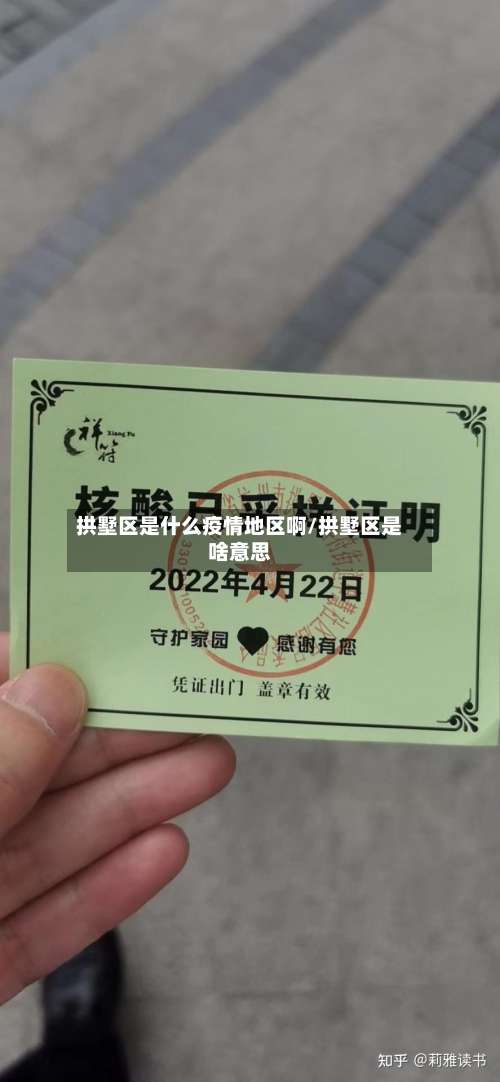 祥符
Xiang Fu
核酸已采样证明
拱墅区是什么疫情地区啊/拱墅区是
啥意思
2022年4月22日
守护家园 感谢有您
凭证出门 盖章有效
知乎 @莉雅读书